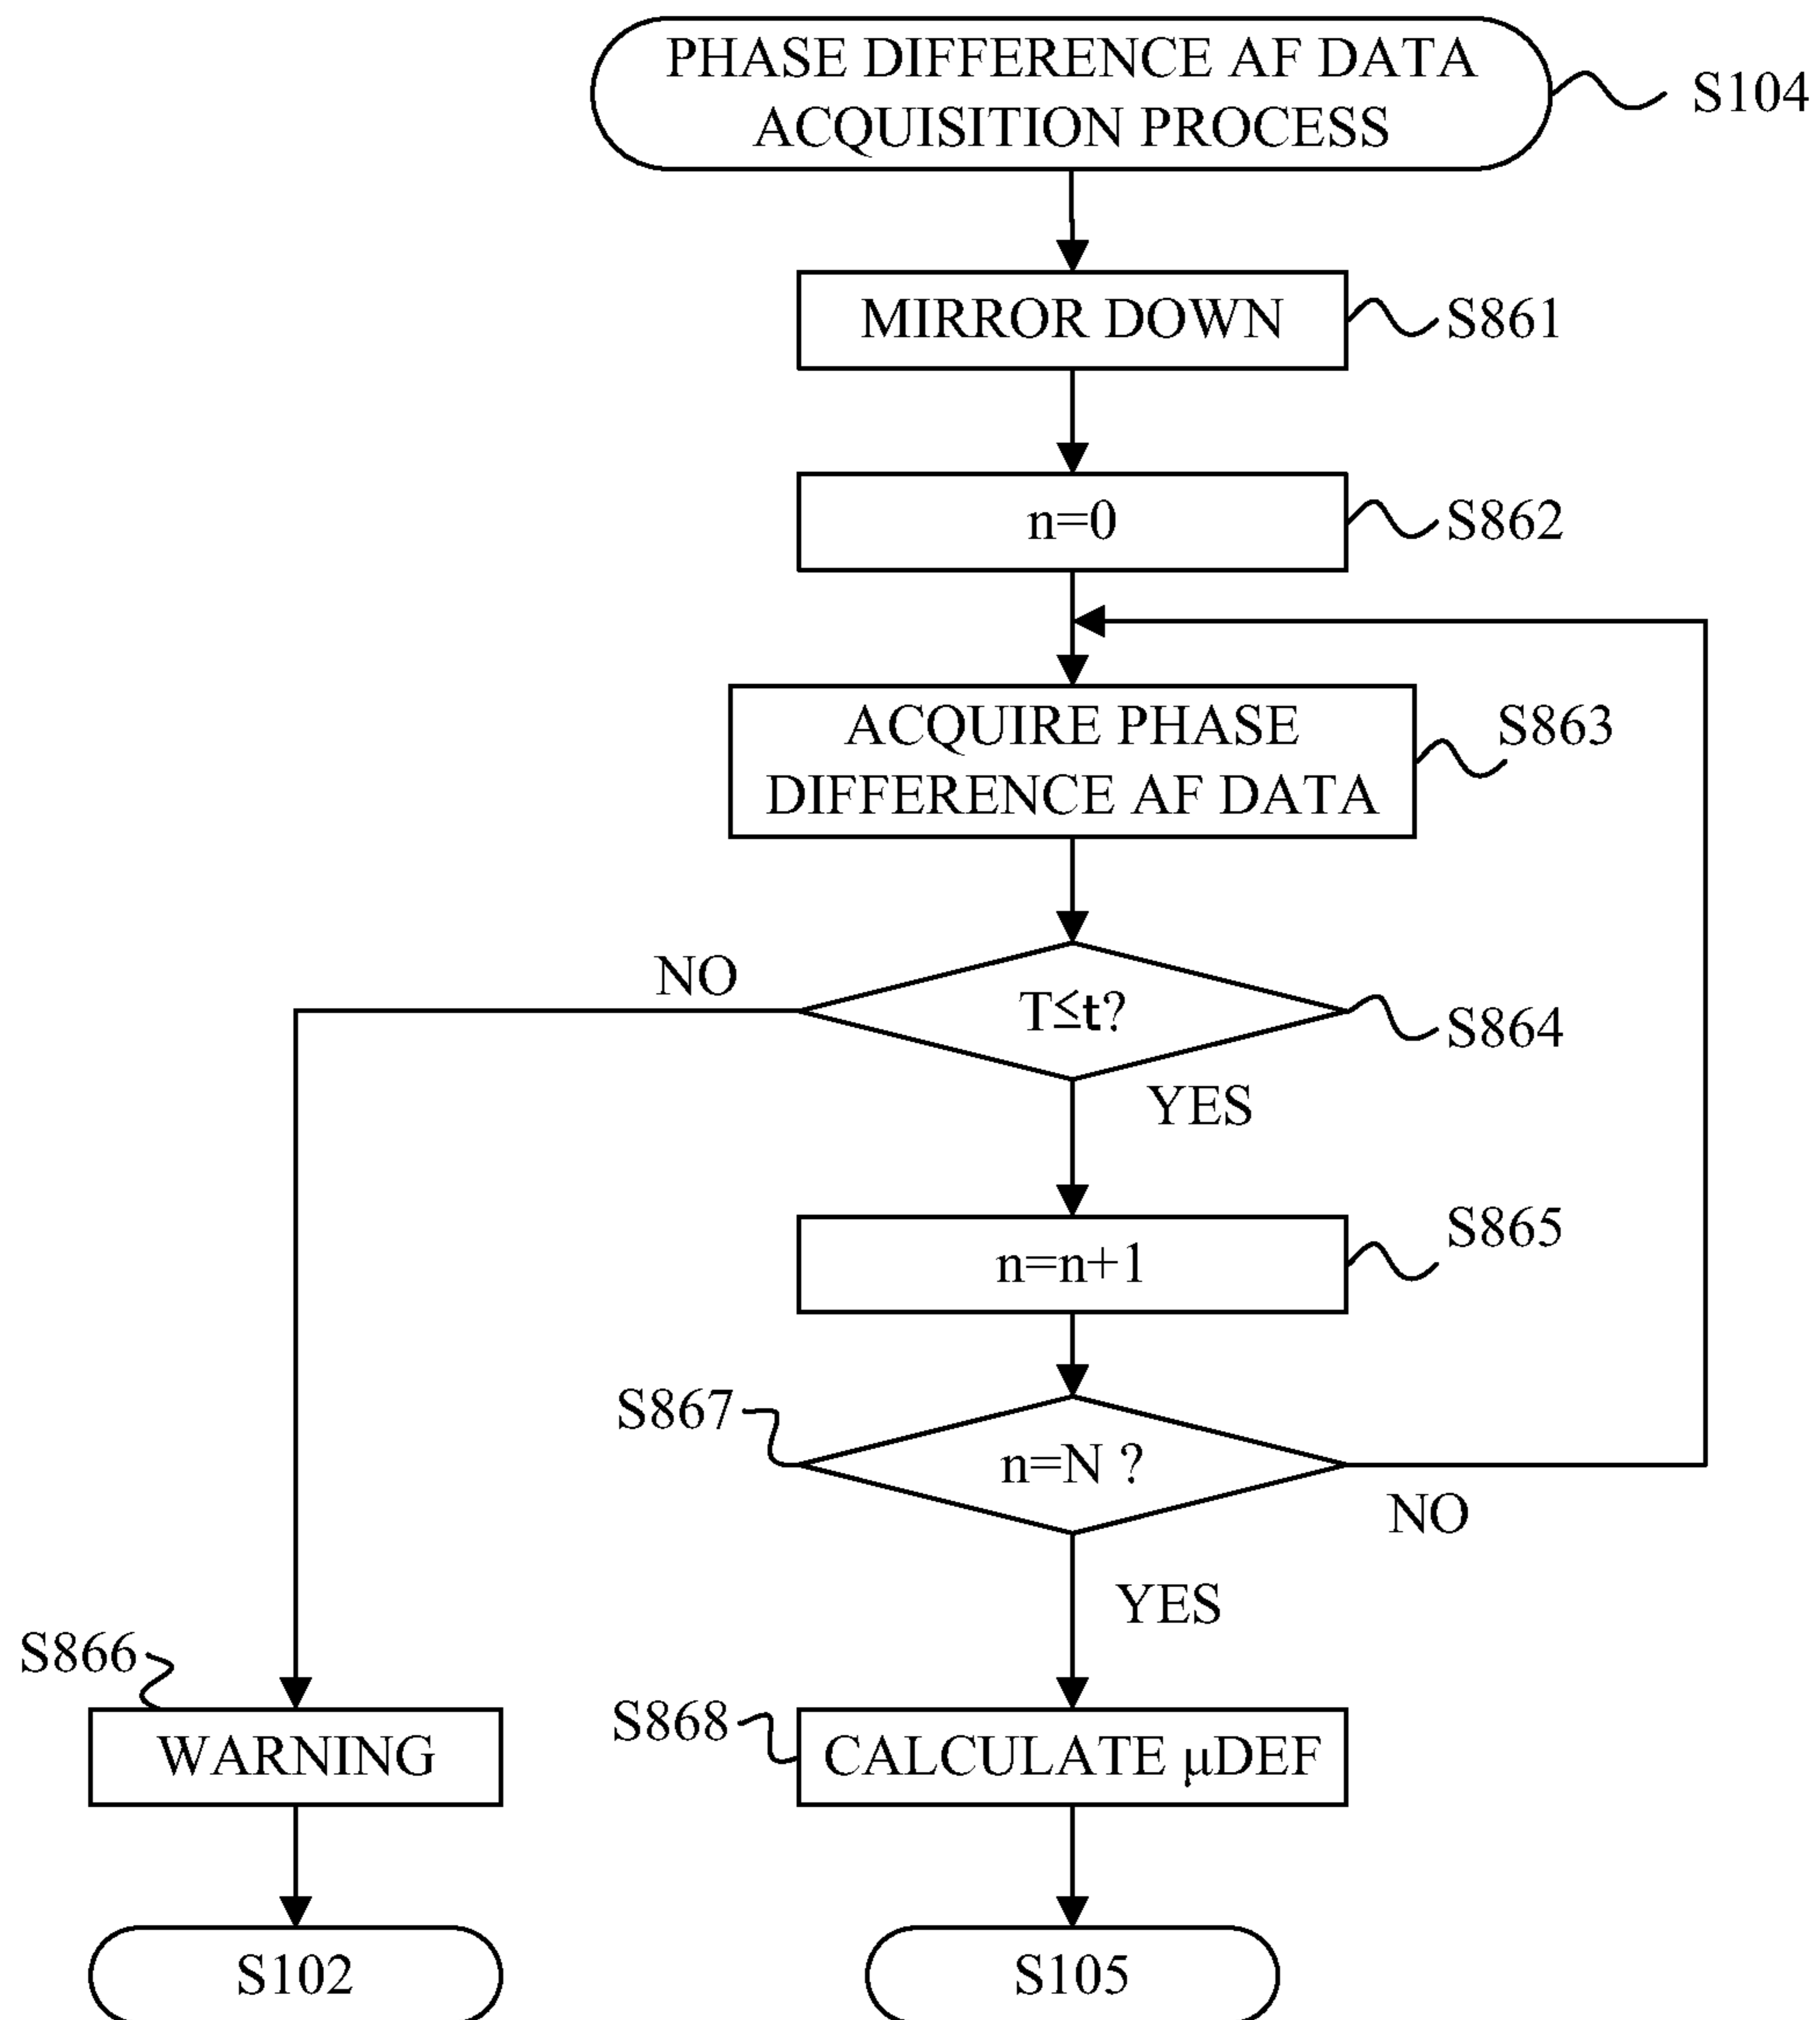 PHASE DIFFERENCE AF DATA
ACQUISITION PROCESS
S104
MIRROR DOWN
S861
n=0
S862
ACQUIRE PHASE
DIFFERENCE AF DATA
S863
NO
T≤t?
S864
YES
n=n+1
S865
S867
n=N ?
NO
YES
S866
WARNING
S868
CALCULATE μDEF
S102
S105